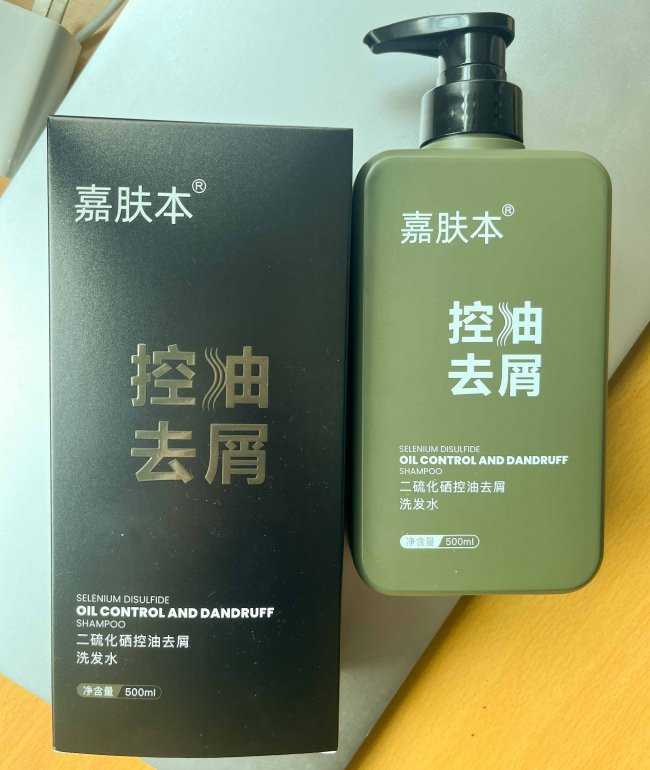 嘉肤本®
控油
去屑
SELENIUM DISULFIDE
OIL CONTROL AND DANDRUFF
SHAMPOO
二硫化硒控油去屑
洗发水
净含量 500ml
嘉肤本®
控油
去屑
SELENIUM DISULFIDE
OIL CONTROL AND DANDRUFF
SHAMPOO
二硫化硒控油去屑
洗发水
净含量 500ml